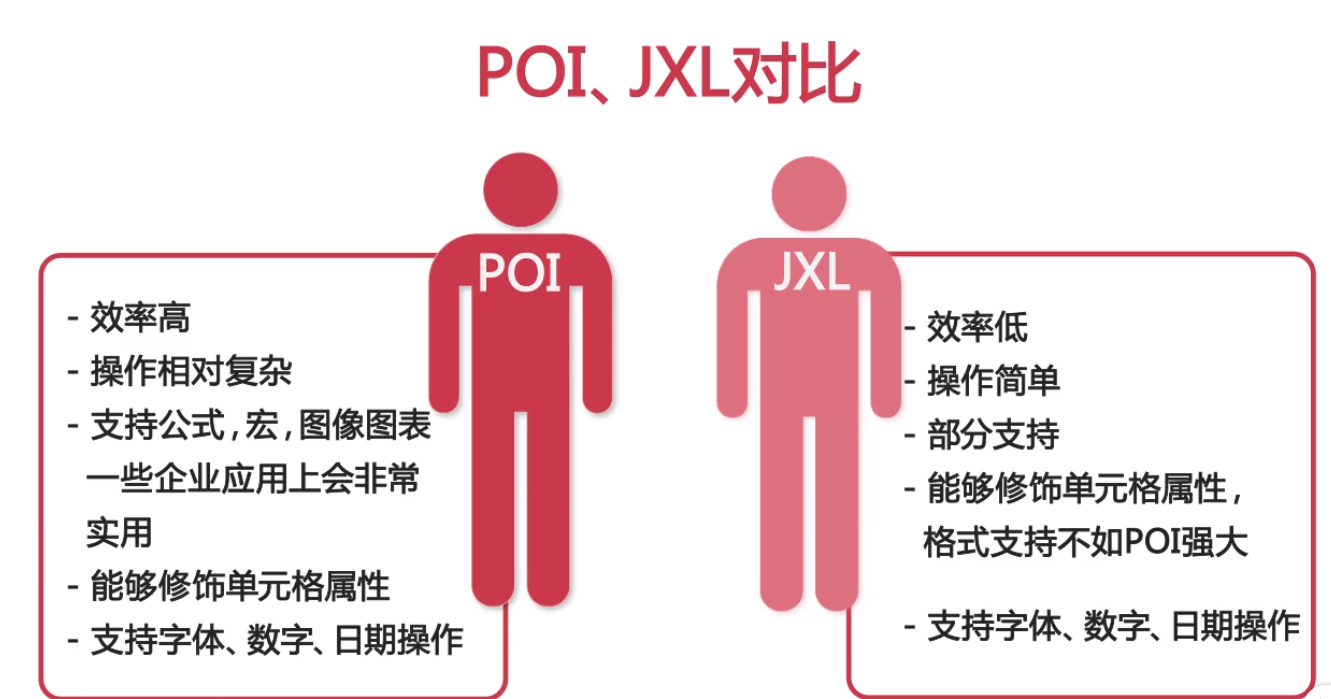 POI、JXL对比
POI
- 效率高
- 操作相对复杂
- 支持公式,宏,图像图表
一些企业应用上会非常
实用
- 能够修饰单元格属性
- 支持字体、数字、日期操作
JXL
- 效率低
- 操作简单
- 部分支持
- 能够修饰单元格属性,
格式支持不如POI强大
- 支持字体、数字、日期操作